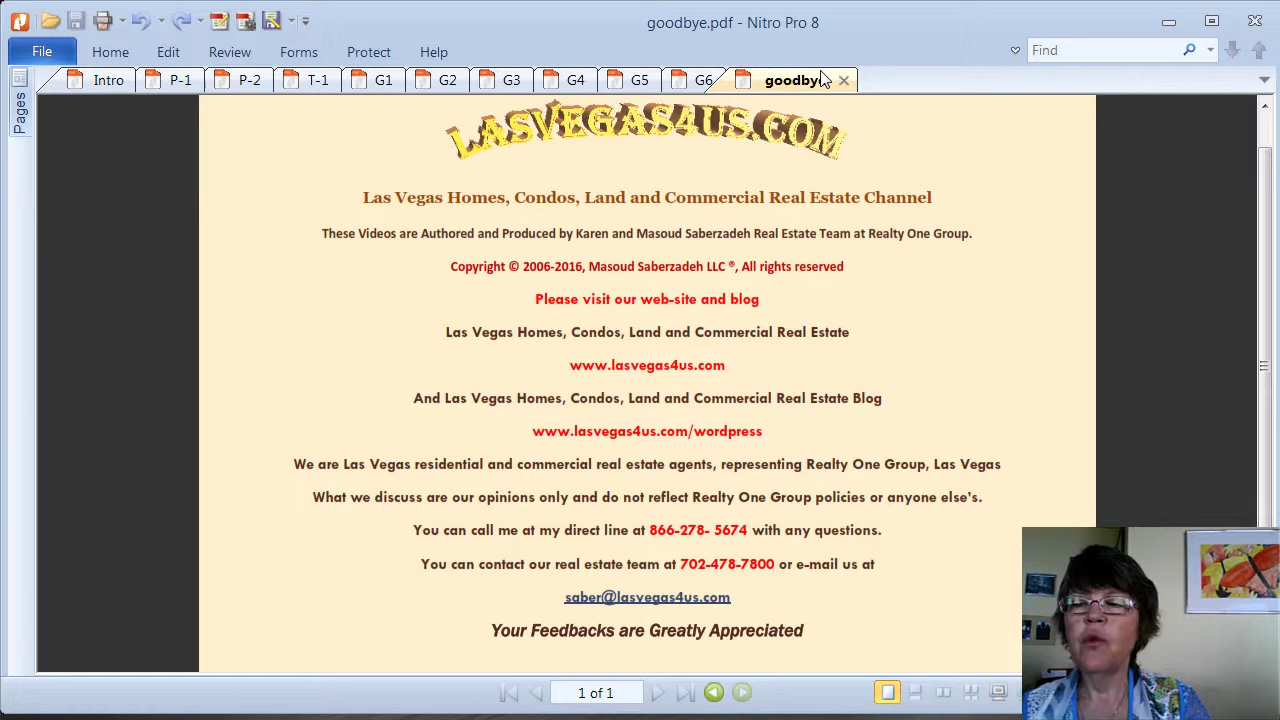 goodbye.pdf - Nitro Pro 8
File Home Edit Review Forms Protect Help Find
Intro P-1 P-2 T-1 G1 G2 G3 G4 G5 G6 goodbye
Pages
LASVEGAS4US.COM
Las Vegas Homes, Condos, Land and Commercial Real Estate Channel
These Videos are Authored and Produced by Karen and Masoud Saberzadeh Real Estate Team at Realty One Group.
Copyright © 2006-2016, Masoud Saberzadeh LLC ®, All rights reserved
Please visit our web-site and blog
Las Vegas Homes, Condos, Land and Commercial Real Estate
www.lasvegas4us.com
And Las Vegas Homes, Condos, Land and Commercial Real Estate Blog
www.lasvegas4us.com/wordpress
We are Las Vegas residential and commercial real estate agents, representing Realty One Group, Las Vegas
What we discuss are our opinions only and do not reflect Realty One Group policies or anyone else's.
You can call me at my direct line at 866-278- 5674 with any questions.
You can contact our real estate team at 702-478-7800 or e-mail us at
saber@lasvegas4us.com
Your Feedbacks are Greatly Appreciated
1 of 1